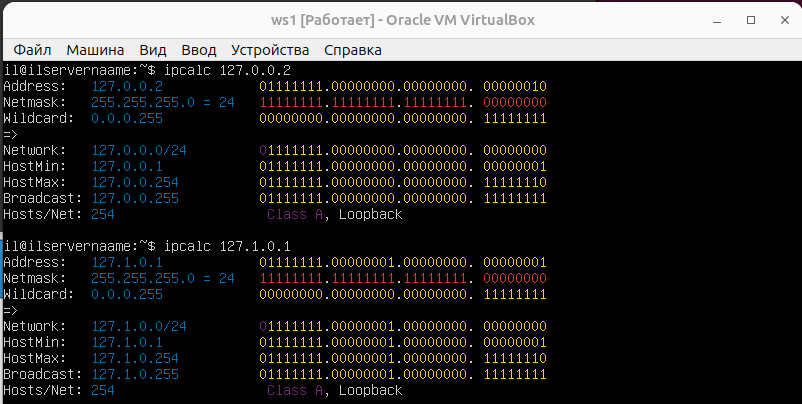 ws1 [Работает] - Oracle VM VirtualBox
Файл Машина Вид Ввод Устройства Справка
il@ilservername:~$ ipcalc 127.0.0.2
Address: 127.0.0.2 01111111.00000000.00000000. 00000010
Netmask: 255.255.255.0 = 24 11111111.11111111.11111111. 00000000
Wildcard: 0.0.0.255 00000000.00000000.00000000. 11111111
=>
Network: 127.0.0.0/24 01111111.00000000.00000000. 00000000
HostMin: 127.0.0.1 01111111.00000000.00000000. 00000001
HostMax: 127.0.0.254 01111111.00000000.00000000. 11111110
Broadcast: 127.0.0.255 01111111.00000000.00000000. 11111111
Hosts/Net: 254 Class A, Loopback
il@ilservername:~$ ipcalc 127.1.0.1
Address: 127.1.0.1 01111111.00000001.00000000. 00000001
Netmask: 255.255.255.0 = 24 11111111.11111111.11111111. 00000000
Wildcard: 0.0.0.255 00000000.00000000.00000000. 11111111
=>
Network: 127.1.0.0/24 01111111.00000001.00000000. 00000000
HostMin: 127.1.0.1 01111111.00000001.00000000. 00000001
HostMax: 127.1.0.254 01111111.00000001.00000000. 11111110
Broadcast: 127.1.0.255 01111111.00000001.00000000. 11111111
Hosts/Net: 254 Class A, Loopback